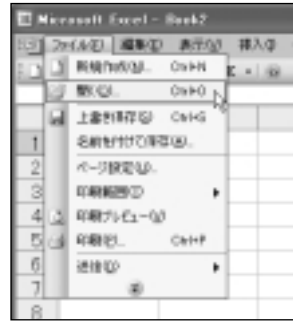 Microsoft Excel - Book2
ファイル(F) 編集(E) 表示(V) 挿入(I)
新規作成(N)... Ctrl+N
開く(O)... Ctrl+O
上書き保存(S) Ctrl+S
名前を付けて保存(A)...
1
2 ページ設定(U)...
3 印刷範囲(T)
4 印刷プレビュー(V)
5 印刷(P)... Ctrl+P
6 送信(D)
7
8